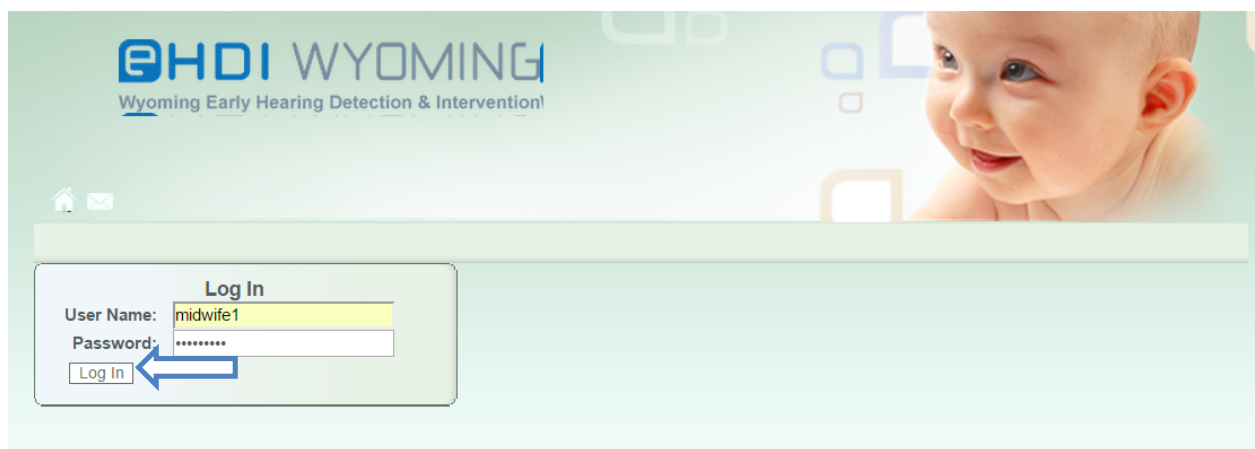 eHDI WYOMING
Wyoming Early Hearing Detection & Intervention
Log In
User Name: midwife1
Password: •••••••••
Log In